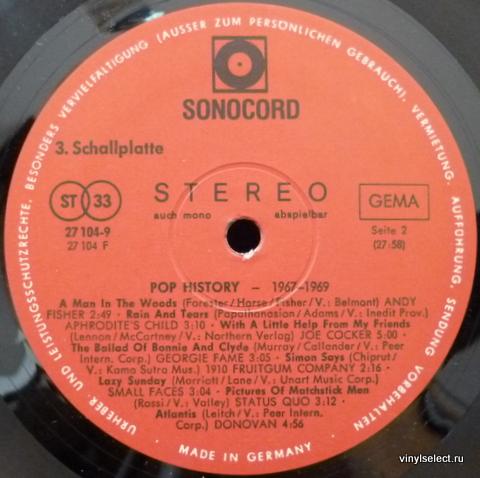 URHEBER UND LEISTUNGSSCHUTZRECHTE, BESONDERS VERVIELFÄLTIGUNG (AUSSER ZUM PERSÖNLICHEN GEBRAUCH), VERMIETUNG, AUFFÜHRUNG, SENDUNG VORBEHALTEN
SONOCORD
3. Schallplatte
STEREO
auch mono abspielbar
ST 33
GEMA
27 104-9
27 104 F
Seite 2
(27:58)
POP HISTORY – 1967–1969
A Man In The Woods (Forester/Horse/Fisher/V.: Belmont) ANDY
FISHER 2:49 · Rain And Tears (Papathanasian/Adams/V.: Inedit Prov.)
APHRODITE'S CHILD 3:10 · With A Little Help From My Friends
(Lennon/McCartney/V.: Northern Verlag) JOE COCKER 5:00 ·
The Ballad Of Bonnie And Clyde (Murray/Callander/V.: Peer
Intern. Corp.) GEORGIE FAME 3:05 · Simon Says (Chiprut/
V.: Kama Sutra Mus.) 1910 FRUITGUM COMPANY 2:16 ·
Lazy Sunday (Marriott/Lane/V.: Unart Music Corp.)
SMALL FACES 3:04 · Pictures Of Matchstick Men
(Rossi/V.: Valley) STATUS QUO 3:12 ·
Atlantis (Leitch/V.: Peer Intern.
Corp.) DONOVAN 4:56
MADE IN GERMANY
vinylselect.ru